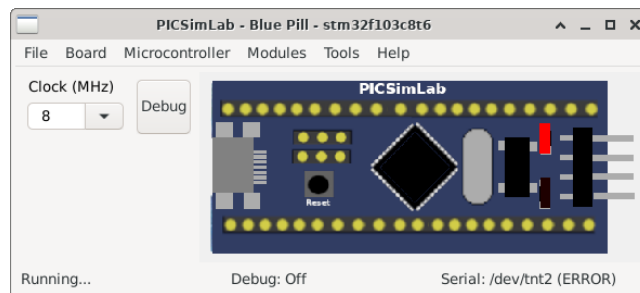 PICSimLab - Blue Pill - stm32f103c8t6
File Board Microcontroller Modules Tools Help
Clock (MHz)
8
Debug
PICSimLab
Reset
Running... Debug: Off Serial: /dev/tnt2 (ERROR)